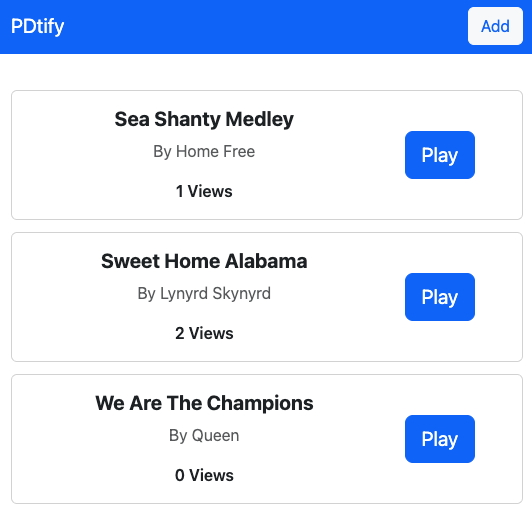 PDtify
Add
Sea Shanty Medley
By Home Free
1 Views
Play
Sweet Home Alabama
By Lynyrd Skynyrd
2 Views
Play
We Are The Champions
By Queen
0 Views
Play